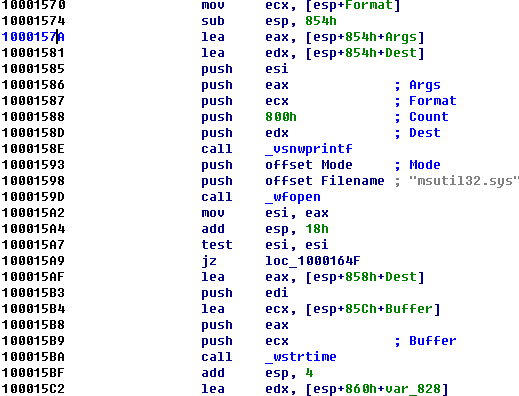 10001570 mov ecx, [esp+Format]
10001574 sub esp, 854h
1000157A lea eax, [esp+854h+Args]
10001581 lea edx, [esp+854h+Dest]
10001585 push esi
10001586 push eax ; Args
10001587 push ecx ; Format
10001588 push 800h ; Count
1000158D push edx ; Dest
1000158E call _vsnwprintf
10001593 push offset Mode ; Mode
10001598 push offset Filename ; "msutil32.sys"
1000159D call _wfopen
100015A2 mov esi, eax
100015A4 add esp, 18h
100015A7 test esi, esi
100015A9 jz loc_1000164F
100015AF lea eax, [esp+858h+Dest]
100015B3 push edi
100015B4 lea ecx, [esp+85Ch+Buffer]
100015B8 push eax
100015B9 push ecx ; Buffer
100015BA call _wstrtime
100015BF add esp, 4
100015C2 lea edx, [esp+860h+var_828]